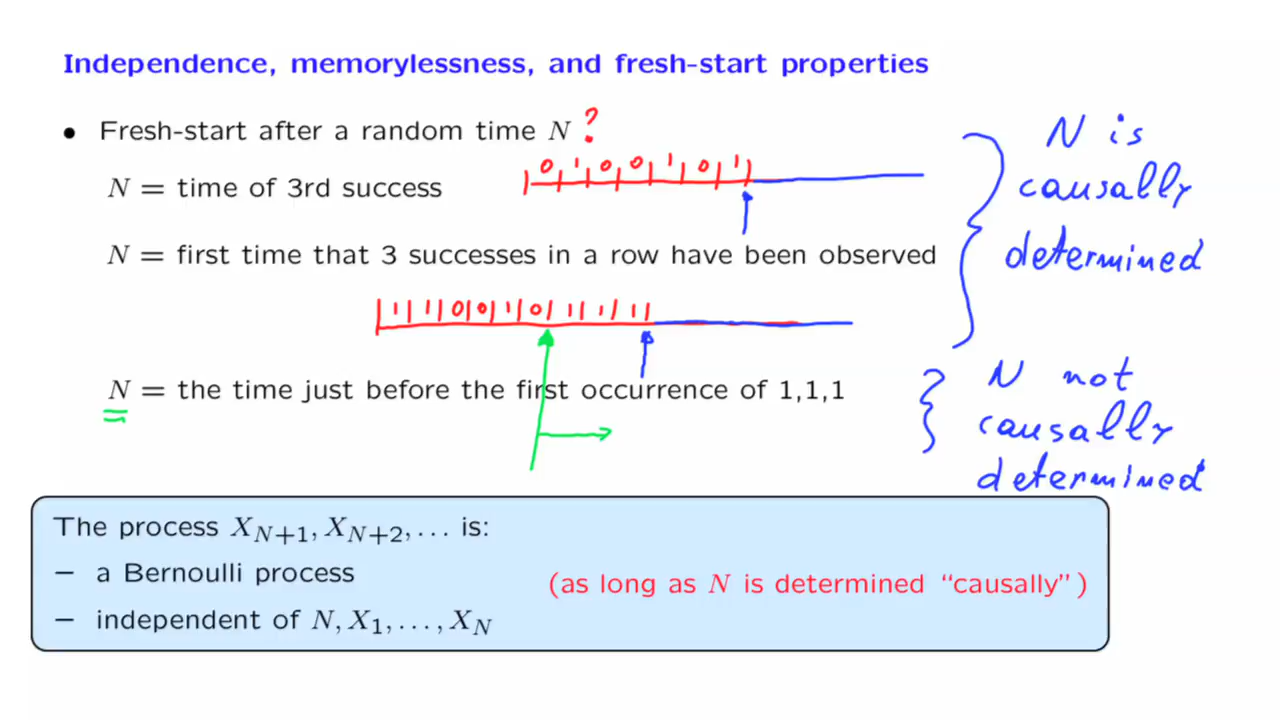 Independence, memorylessness, and fresh-start properties
• Fresh-start after a random time N ?
N = time of 3rd success
0 1 0 0 1 0 1
N = first time that 3 successes in a row have been observed
N is
causally
determined
1 1 0 0 1 0 1 1 1
N = the time just before the first occurrence of 1,1,1
N not
causally
determined
The process X_{N+1}, X_{N+2}, ... is:
– a Bernoulli process
(as long as N is determined “causally”)
– independent of N, X_1, ..., X_N